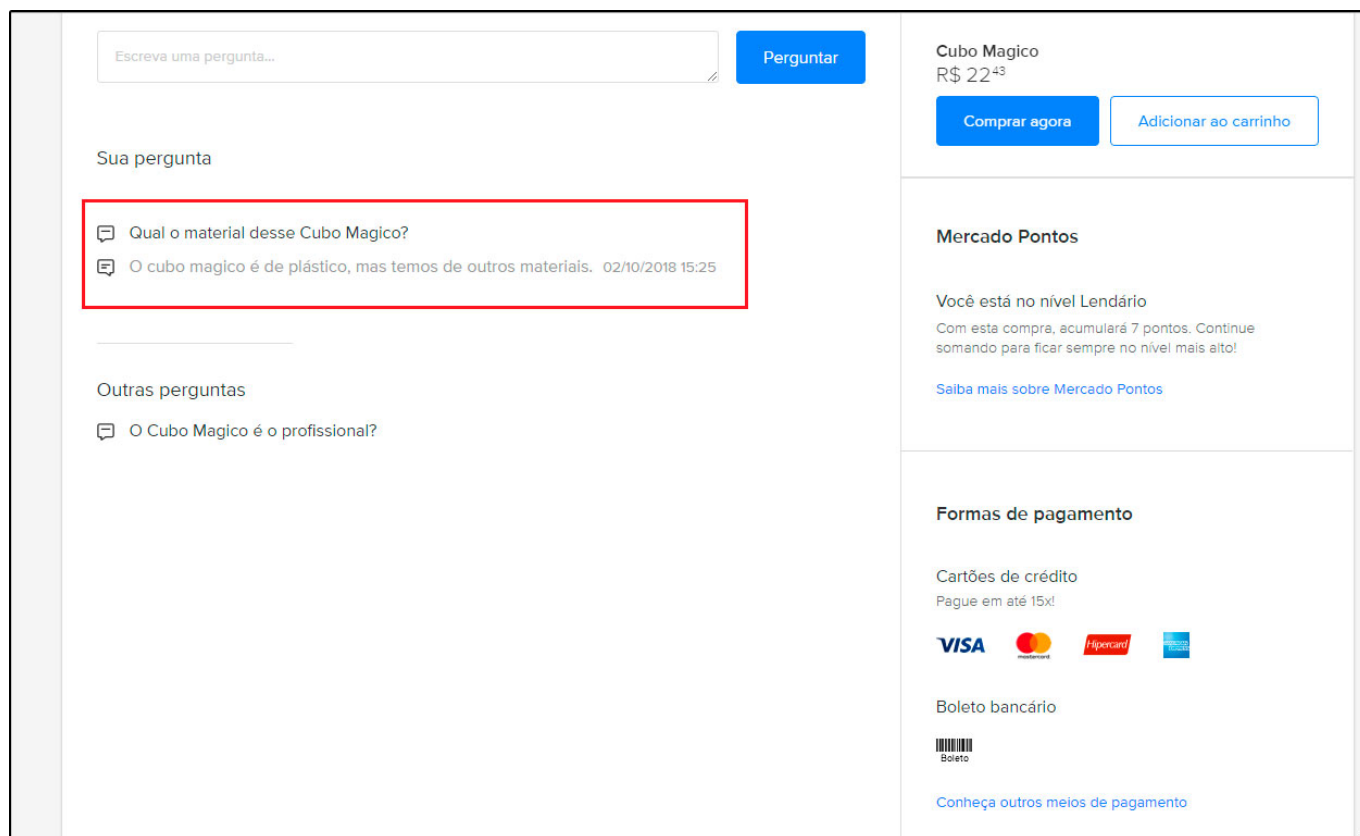 Escreva uma pergunta...
Perguntar
Sua pergunta
Qual o material desse Cubo Magico?
O cubo magico é de plástico, mas temos de outros materiais. 02/10/2018 15:25
Outras perguntas
O Cubo Magico é o profissional?
Cubo Magico
R$ 22⁴³
Comprar agora
Adicionar ao carrinho
Mercado Pontos
Você está no nível Lendário
Com esta compra, acumulará 7 pontos. Continue
somando para ficar sempre no nível mais alto!
Saiba mais sobre Mercado Pontos
Formas de pagamento
Cartões de crédito
Pague em até 15x!
VISA
mastercard
Hipercard
Boleto bancário
Boleto
Conheça outros meios de pagamento